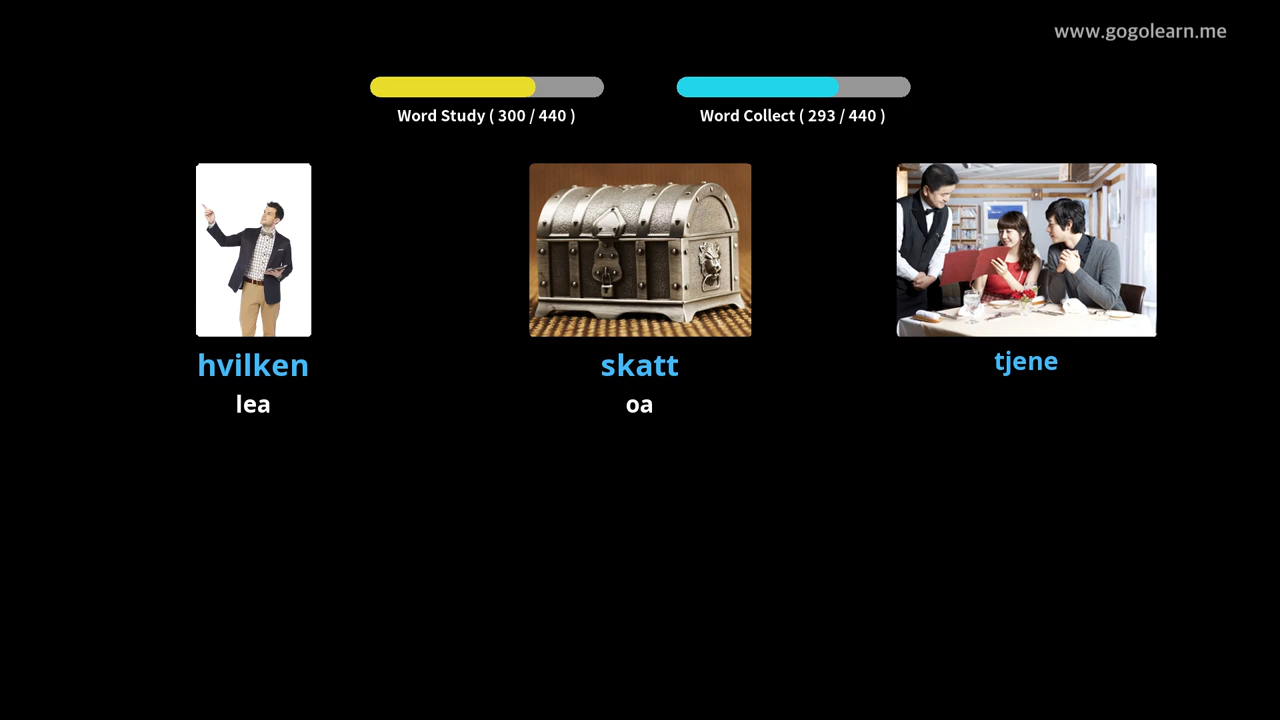 www.gogolearn.me
Word Study ( 300 / 440 )
Word Collect ( 293 / 440 )
hvilken
lea
skatt
oa
tjene